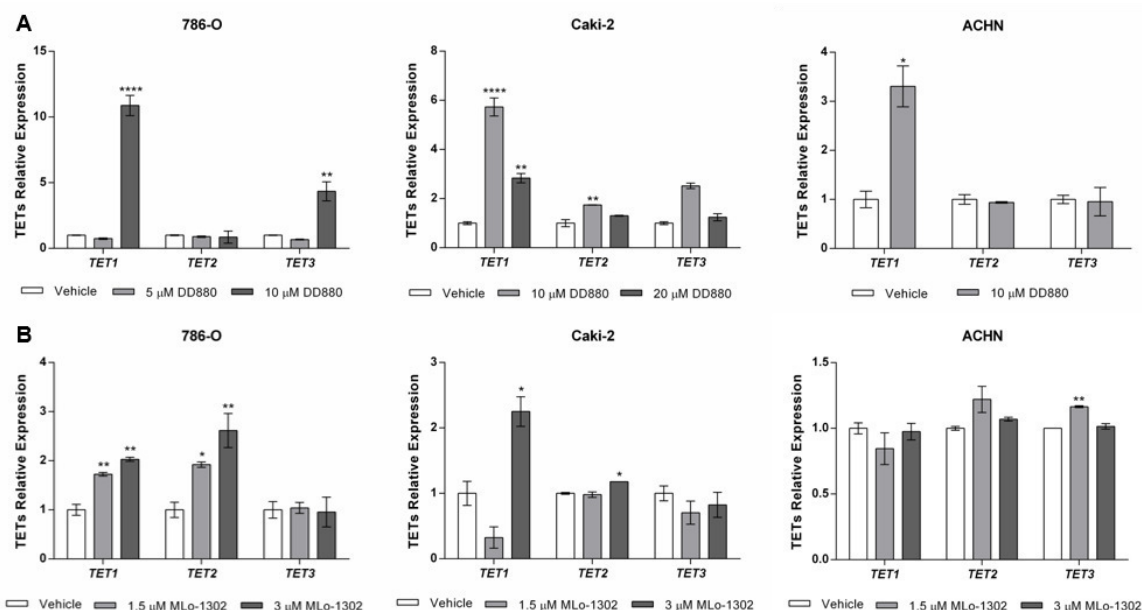 A
786-O
TETs Relative Expression
15
10
5
0
****
**
TET1 TET2 TET3
Vehicle 5 µM DD880 10 µM DD880
Caki-2
TETs Relative Expression
8
6
4
2
0
****
**
**
TET1 TET2 TET3
Vehicle 10 µM DD880 20 µM DD880
ACHN
TETs Relative Expression
4
3
2
1
0
*
TET1 TET2 TET3
Vehicle 10 µM DD880
B
786-O
TETs Relative Expression
4
3
2
1
0
** **
* **
TET1 TET2 TET3
Vehicle 1.5 µM MLo-1302 3 µM MLo-1302
Caki-2
TETs Relative Expression
3
2
1
0
*
*
TET1 TET2 TET3
Vehicle 1.5 µM MLo-1302 3 µM MLo-1302
ACHN
TETs Relative Expression
1.5
1.0
0.5
0.0
**
TET1 TET2 TET3
Vehicle 1.5 µM MLo-1302 3 µM MLo-1302